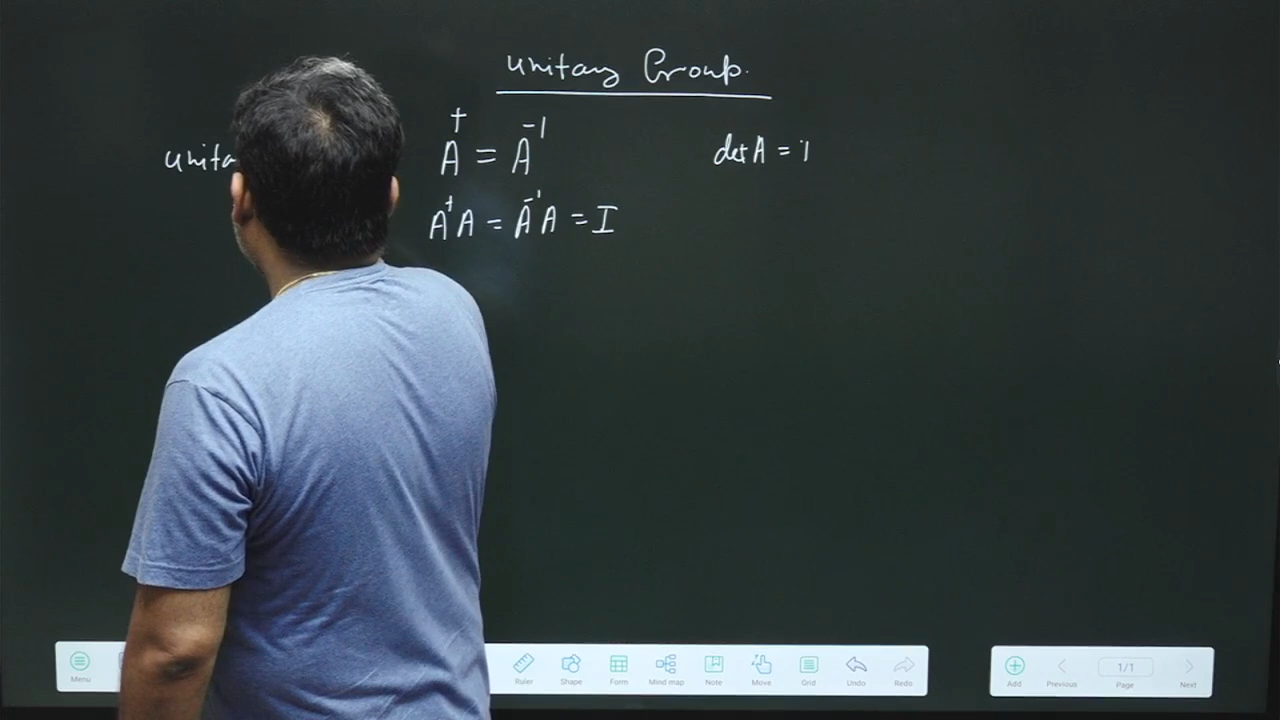 Unitary Group.
A† = A⁻¹
det A = 1
A†A = A⁻¹A = I
Menu
Ruler Shape Form Mind map Note Move Grid Undo Redo
Add Previous 1/1 Page Next